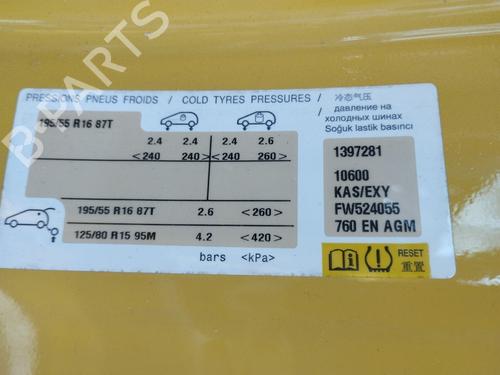 B-PARTS
PRESSIONS PNEUS FROIDS / COLD TYRES PRESSURES /
冷态气压
давление на
холодных шинах
Soğuk lastik basıncı
195/55 R16 87T
2.4 2.4 2.4 2.6
<240 240> <240 260>
195/55 R16 87T 2.6 <260>
125/80 R15 95M 4.2 <420>
bars <kPa>
1397281
10600
KAS/EXY
FW524055
760 EN AGM
i
RESET
重置